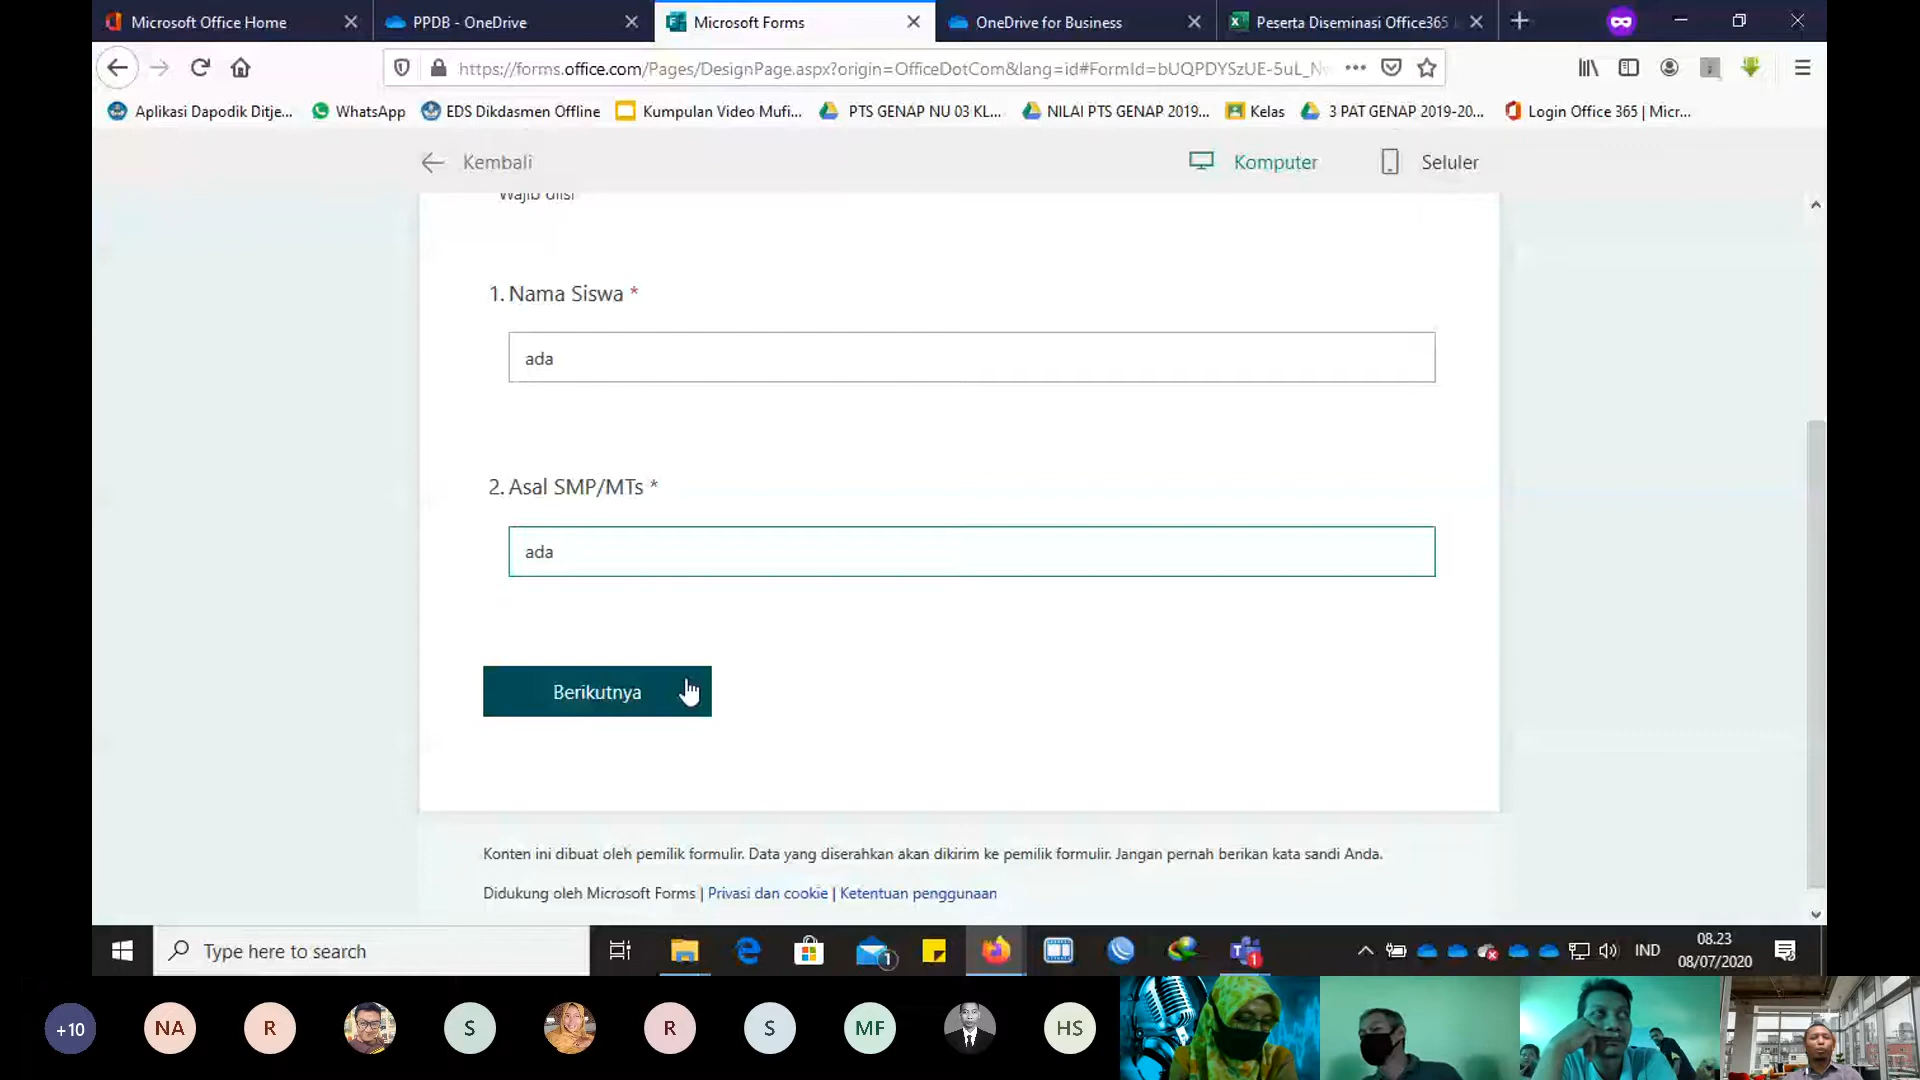 Microsoft Office Home
PPDB - OneDrive
Microsoft Forms
OneDrive for Business
Peserta Diseminasi Office365
https://forms.office.com/Pages/DesignPage.aspx?origin=OfficeDotCom&lang=id#FormId=bUQPDYSzUE-5uL_N
Aplikasi Dapodik Ditje...
WhatsApp
EDS Dikdasmen Offline
Kumpulan Video Mufi...
PTS GENAP NU 03 KL...
NILAI PTS GENAP 2019...
Kelas
3 PAT GENAP 2019-20...
Login Office 365 | Micr...
Kembali
Komputer
Seluler
Wajib diisi
1. Nama Siswa *
ada
2. Asal SMP/MTs *
ada
Berikutnya
Konten ini dibuat oleh pemilik formulir. Data yang diserahkan akan dikirim ke pemilik formulir. Jangan pernah berikan kata sandi Anda.
Didukung oleh Microsoft Forms | Privasi dan cookie | Ketentuan penggunaan
Type here to search
1
1
IND
08.23
08/07/2020
+10
NA
R
S
R
S
MF
HS